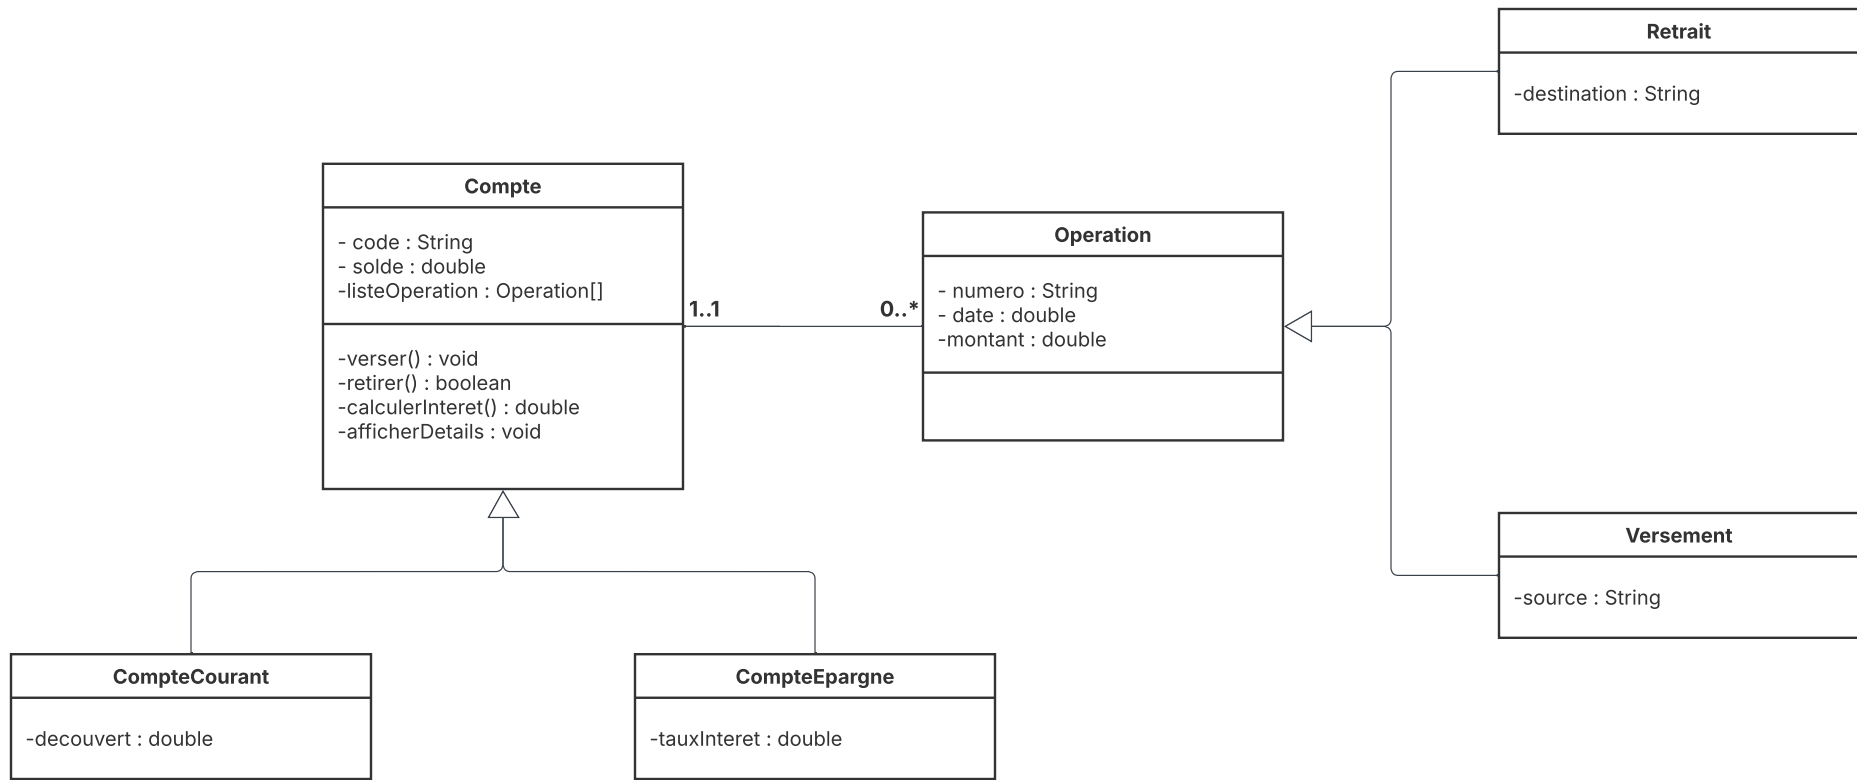 Retrait
-destination : String
Compte
- code : String
- solde : double
-listeOperation : Operation[]
-verser() : void
-retirer() : boolean
-calculerInteret() : double
-afficherDetails : void
1..1
0..*
Operation
- numero : String
- date : double
-montant : double
Versement
-source : String
CompteCourant
-decouvert : double
CompteEpargne
-tauxInteret : double